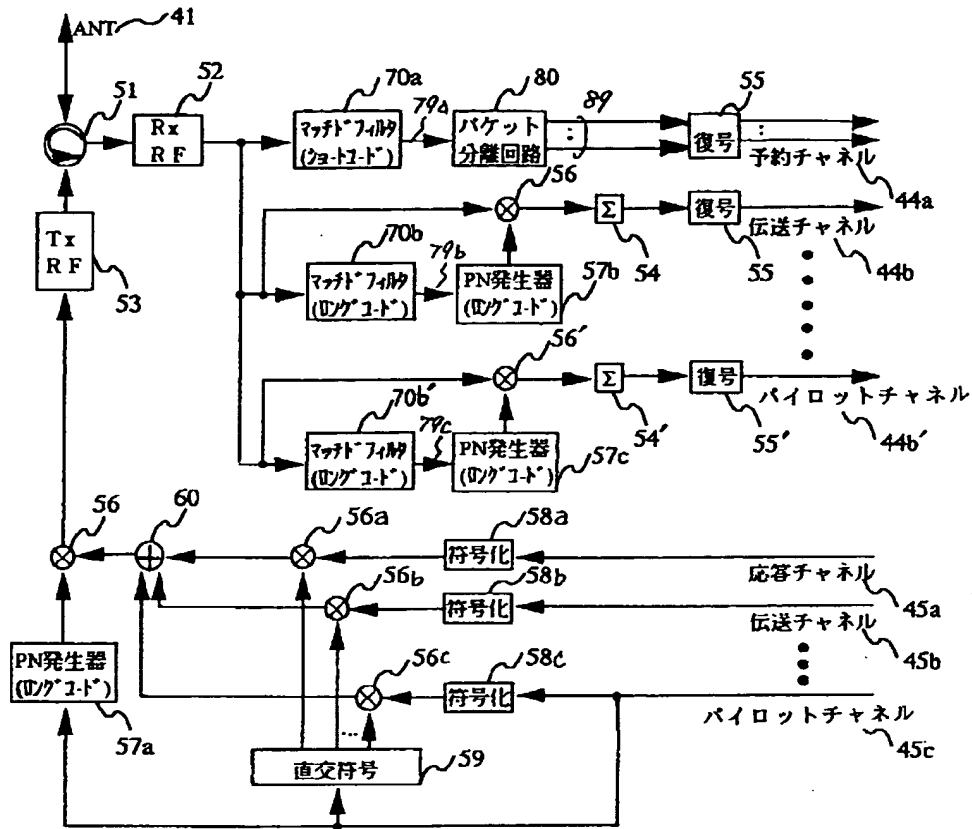 ANT 41
51
52
Rx
RF
70a
マッチドフィルタ
(ショートコード)
79a
80
パケット
分離回路
89
55
復号
予約チャネル
44a
Tx
RF
53
56
Σ
54
復号
55
伝送チャネル
44b
70b
マッチドフィルタ
(ロングコード)
79b
PN発生器
(ロングコード)
57b
56′
Σ
54′
復号
55′
パイロットチャネル
44b′
70b′
マッチドフィルタ
(ロングコード)
79c
PN発生器
(ロングコード)
57c
56
60
56a
58a
符号化
応答チャネル
45a
56b
58b
符号化
伝送チャネル
45b
56c
58c
符号化
パイロットチャネル
45c
PN発生器
(ロングコード)
57a
直交符号
59